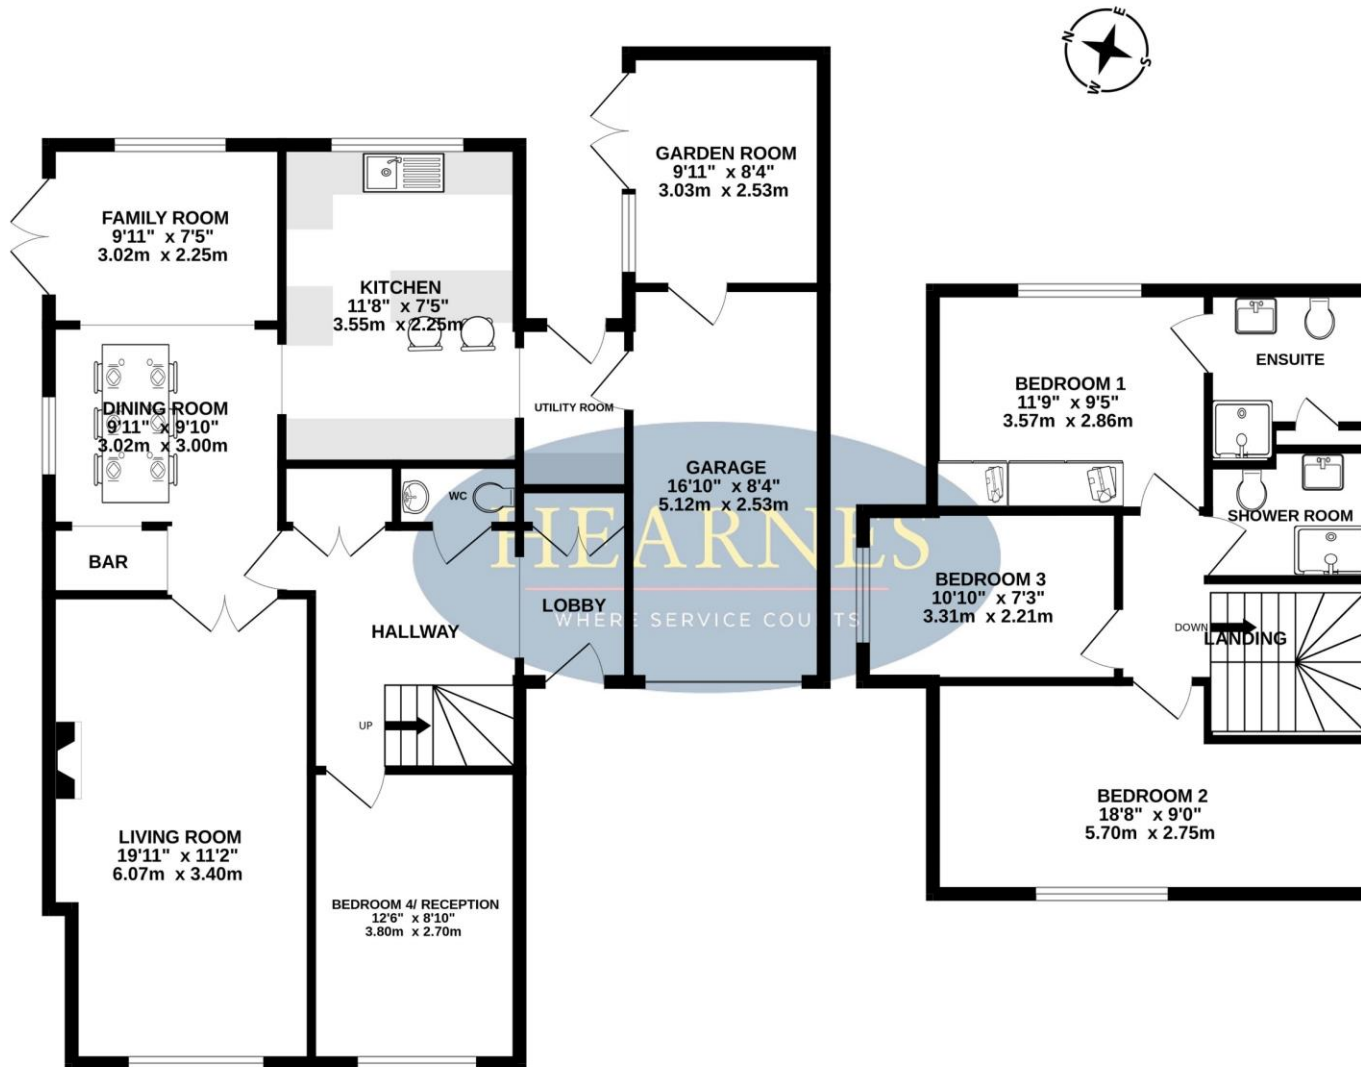 N
E
S
W
GARDEN ROOM
9'11" x 8'4"
3.03m x 2.53m
FAMILY ROOM
9'11" x 7'5"
3.02m x 2.25m
KITCHEN
11'8" x 7'5"
3.55m x 2.25m
DINING ROOM
9'11" x 9'10"
3.02m x 3.00m
UTILITY ROOM
GARAGE
16'10" x 8'4"
5.12m x 2.53m
WC
BAR
HALLWAY
LOBBY
HEARNES
WHERE SERVICE COUNTS
UP
LIVING ROOM
19'11" x 11'2"
6.07m x 3.40m
BEDROOM 4/ RECEPTION
12'6" x 8'10"
3.80m x 2.70m
BEDROOM 1
11'9" x 9'5"
3.57m x 2.86m
ENSUITE
SHOWER ROOM
BEDROOM 3
10'10" x 7'3"
3.31m x 2.21m
DOWN
LANDING
BEDROOM 2
18'8" x 9'0"
5.70m x 2.75m